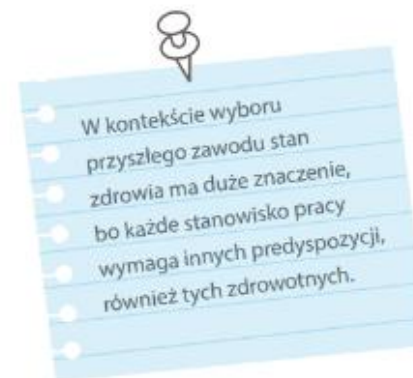 W kontekście wyboru
przyszłego zawodu stan
zdrowia ma duże znaczenie,
bo każde stanowisko pracy
wymaga innych predyspozycji,
również tych zdrowotnych.